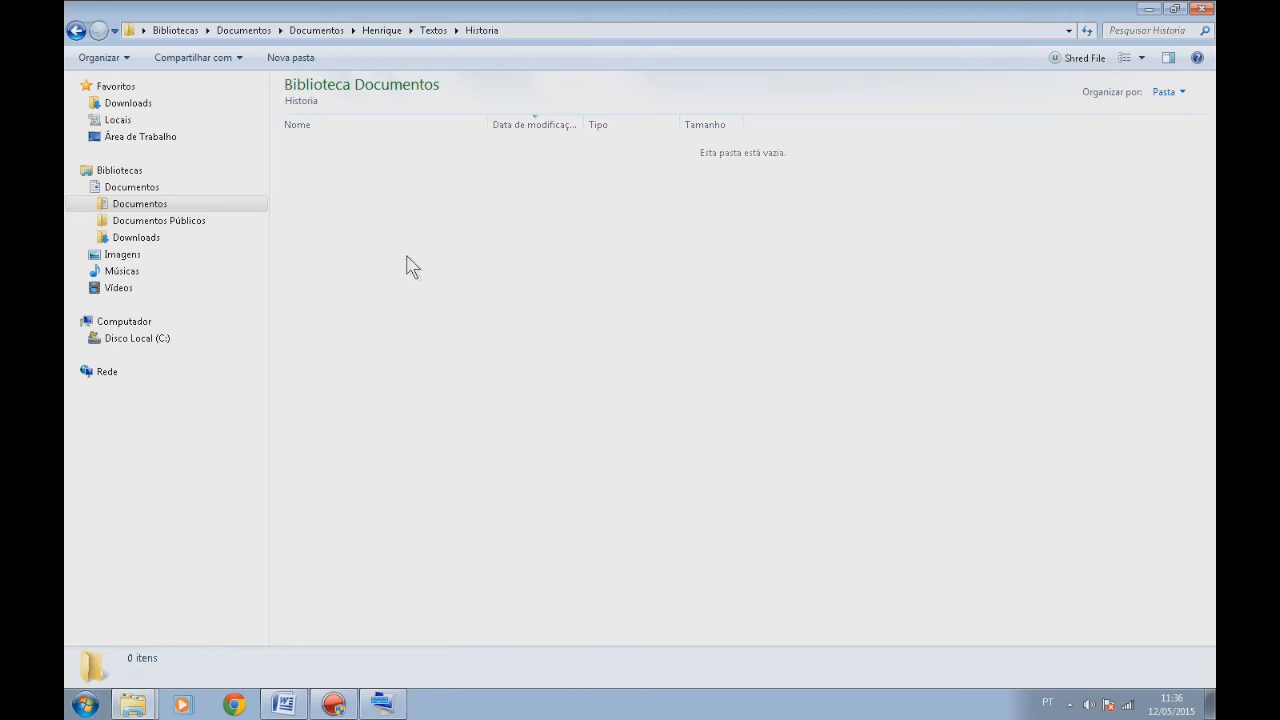 Bibliotecas Documentos Documentos Henrique Textos Historia Pesquisar Historia
Organizar Compartilhar com Nova pasta Shred File
Favoritos
Downloads
Locais
Área de Trabalho
Bibliotecas
Documentos
Documentos
Documentos Públicos
Downloads
Imagens
Músicas
Vídeos
Computador
Disco Local (C:)
Rede
Biblioteca Documentos
Historia
Organizar por: Pasta
Nome Data de modificaç... Tipo Tamanho
Esta pasta está vazia.
0 itens
PT 11:36
12/05/2015